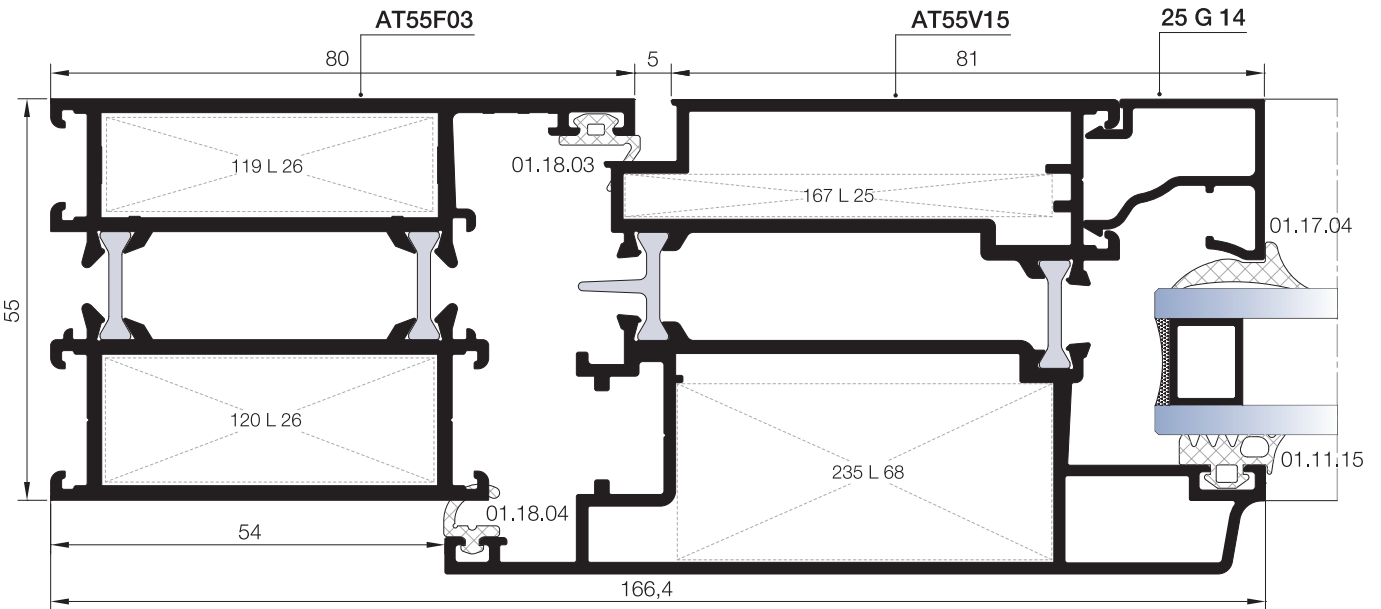 AT55F03
AT55V15
25 G 14
80
5
81
119 L 26
01.18.03
167 L 25
01.17.04
55
120 L 26
235 L 68
01.11.15
01.18.04
54
166,4